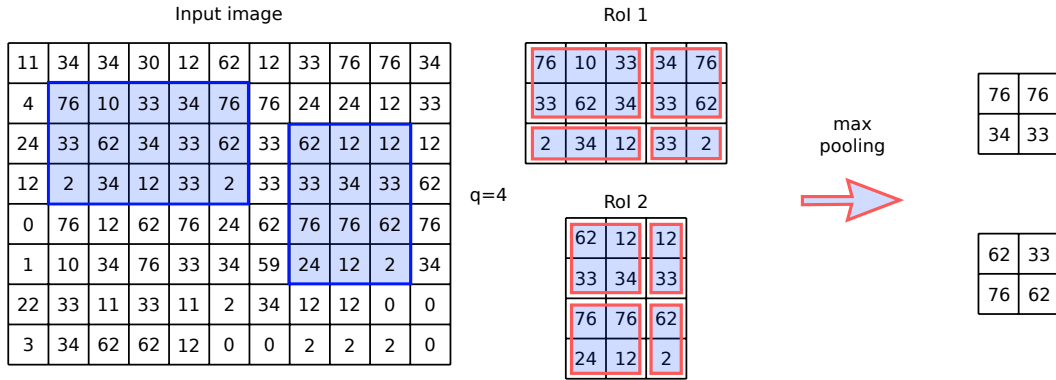 Input image
11 34 34 30 12 62 12 33 76 76 34
4 76 10 33 34 76 76 24 24 12 33
24 33 62 34 33 62 33 62 12 12 12
12 2 34 12 33 2 33 33 34 33 62
0 76 12 62 76 24 62 76 76 62 76
1 10 34 76 33 34 59 24 12 2 34
22 33 11 33 11 2 34 12 12 0 0
3 34 62 62 12 0 0 2 2 2 0
q=4
RoI 1
76 10 33 34 76
33 62 34 33 62
2 34 12 33 2
RoI 2
62 12 12
33 34 33
76 76 62
24 12 2
max
pooling
76 76
34 33
62 33
76 62